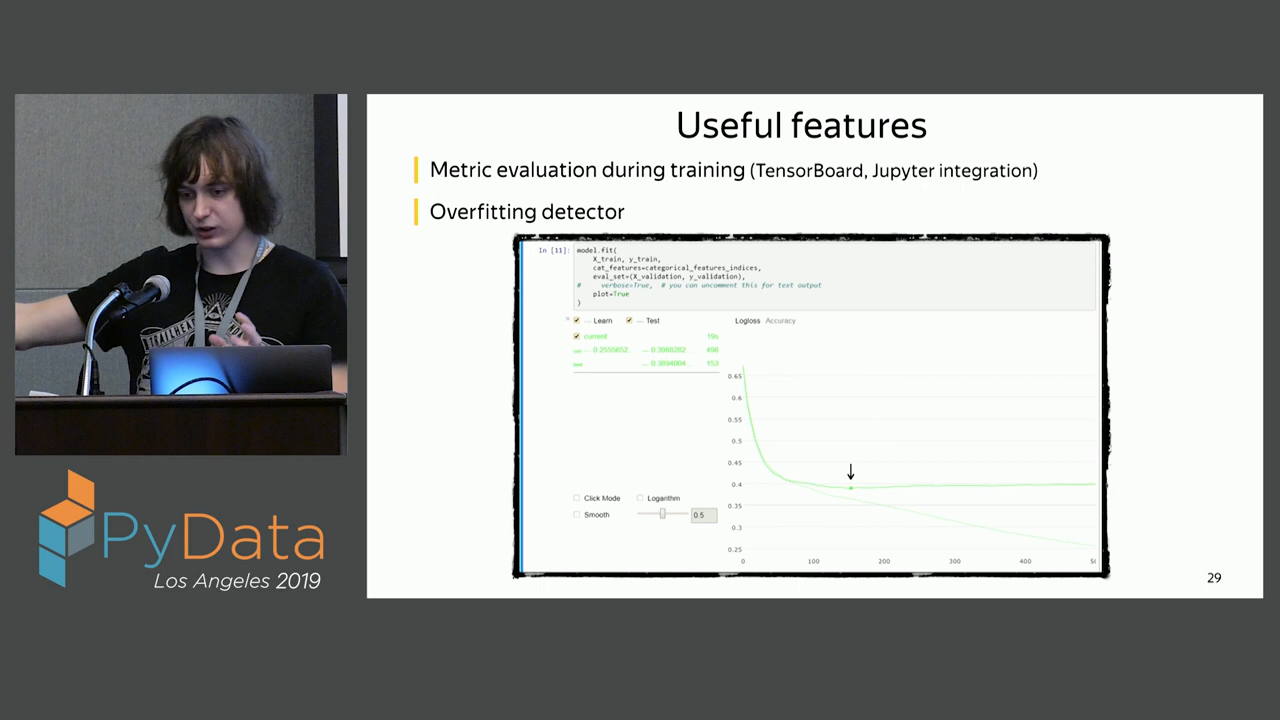 Useful features
Metric evaluation during training (TensorBoard, Jupyter integration)
Overfitting detector
In [11]: model.fit(
X_train, y_train,
cat_features=categorical_features_indices,
eval_set=(X_validation, y_validation),
# verbose=True, # you can uncomment this for text output
plot=True
)
Learn Test
current 19s
498
153
Logloss Accuracy
0.65
0.6
0.55
0.5
0.45
0.4
0.35
0.3
0.25
0 100 200 300 400
Click Mode Logarithm
Smooth 0.5
29
PyData
Los Angeles 2019